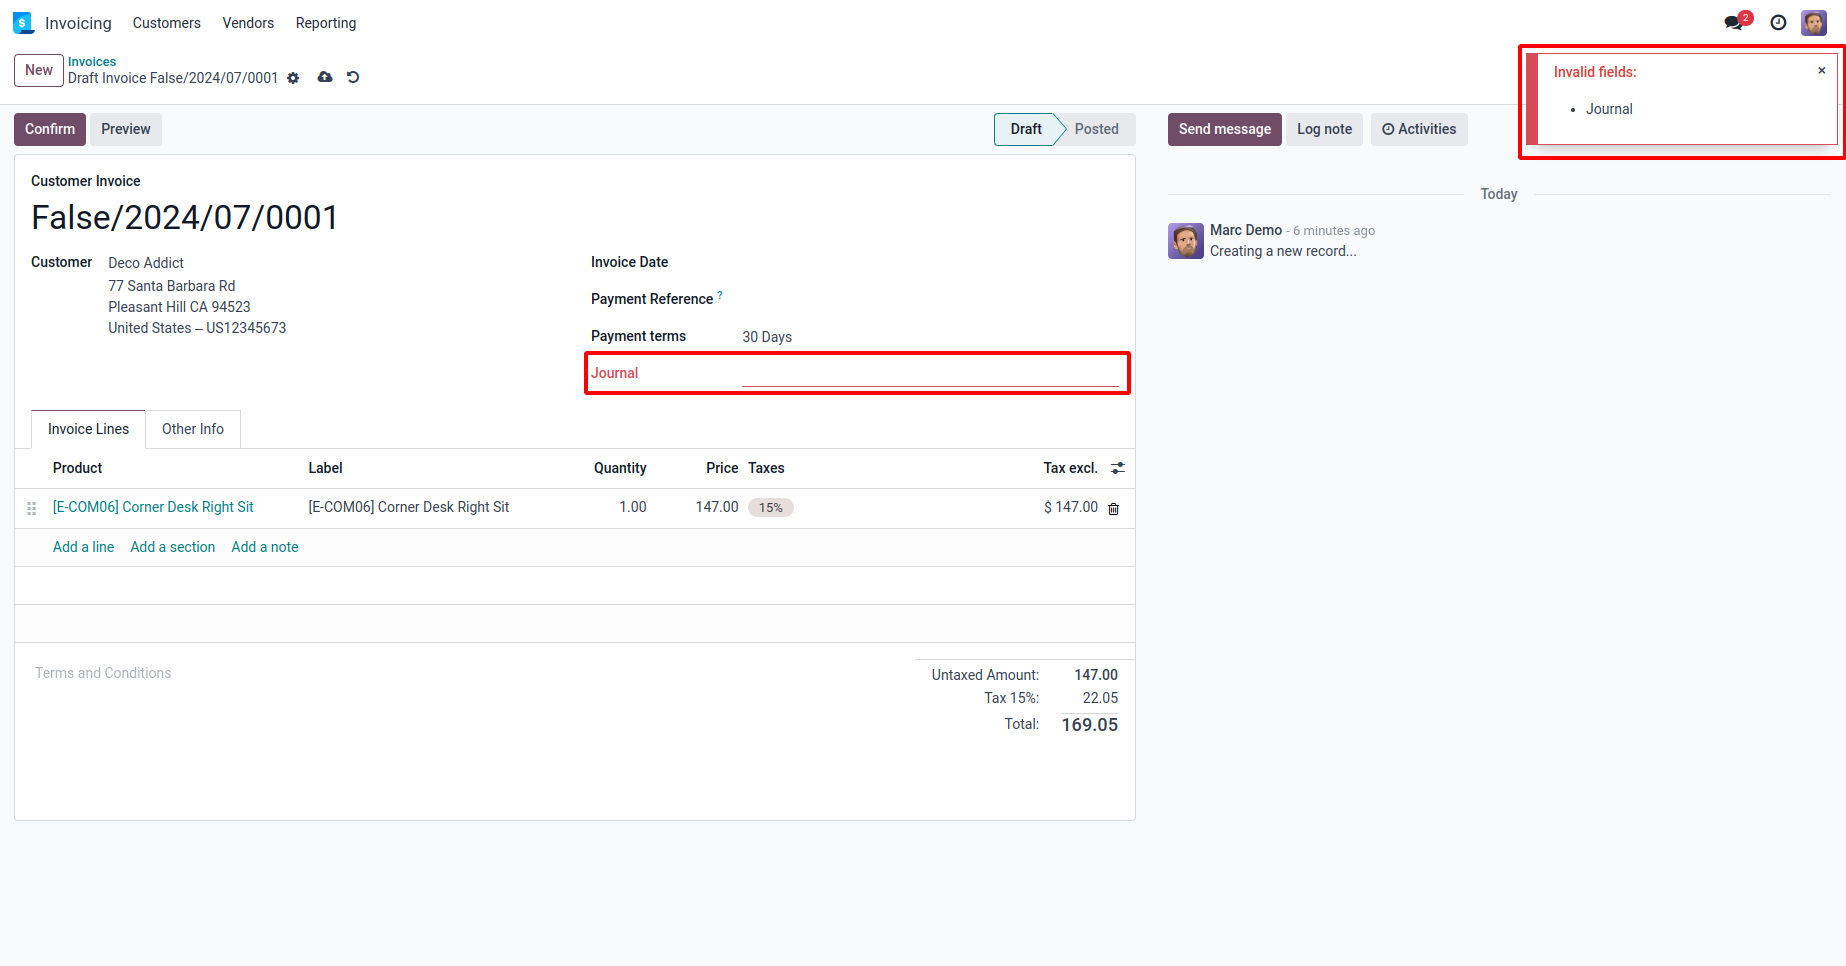 Invoicing Customers Vendors Reporting 2
New Invoices
Draft Invoice False/2024/07/0001
Invalid fields:
• Journal
Confirm Preview Draft Posted
Send message Log note Activities
Customer Invoice
False/2024/07/0001
Customer Deco Addict
77 Santa Barbara Rd
Pleasant Hill CA 94523
United States – US12345673
Invoice Date
Payment Reference ?
Payment terms 30 Days
Journal
Invoice Lines Other Info
Product Label Quantity Price Taxes Tax excl.
[E-COM06] Corner Desk Right Sit [E-COM06] Corner Desk Right Sit 1.00 147.00 15% $ 147.00
Add a line Add a section Add a note
Terms and Conditions
Untaxed Amount: 147.00
Tax 15%: 22.05
Total: 169.05
Today
Marc Demo - 6 minutes ago
Creating a new record...